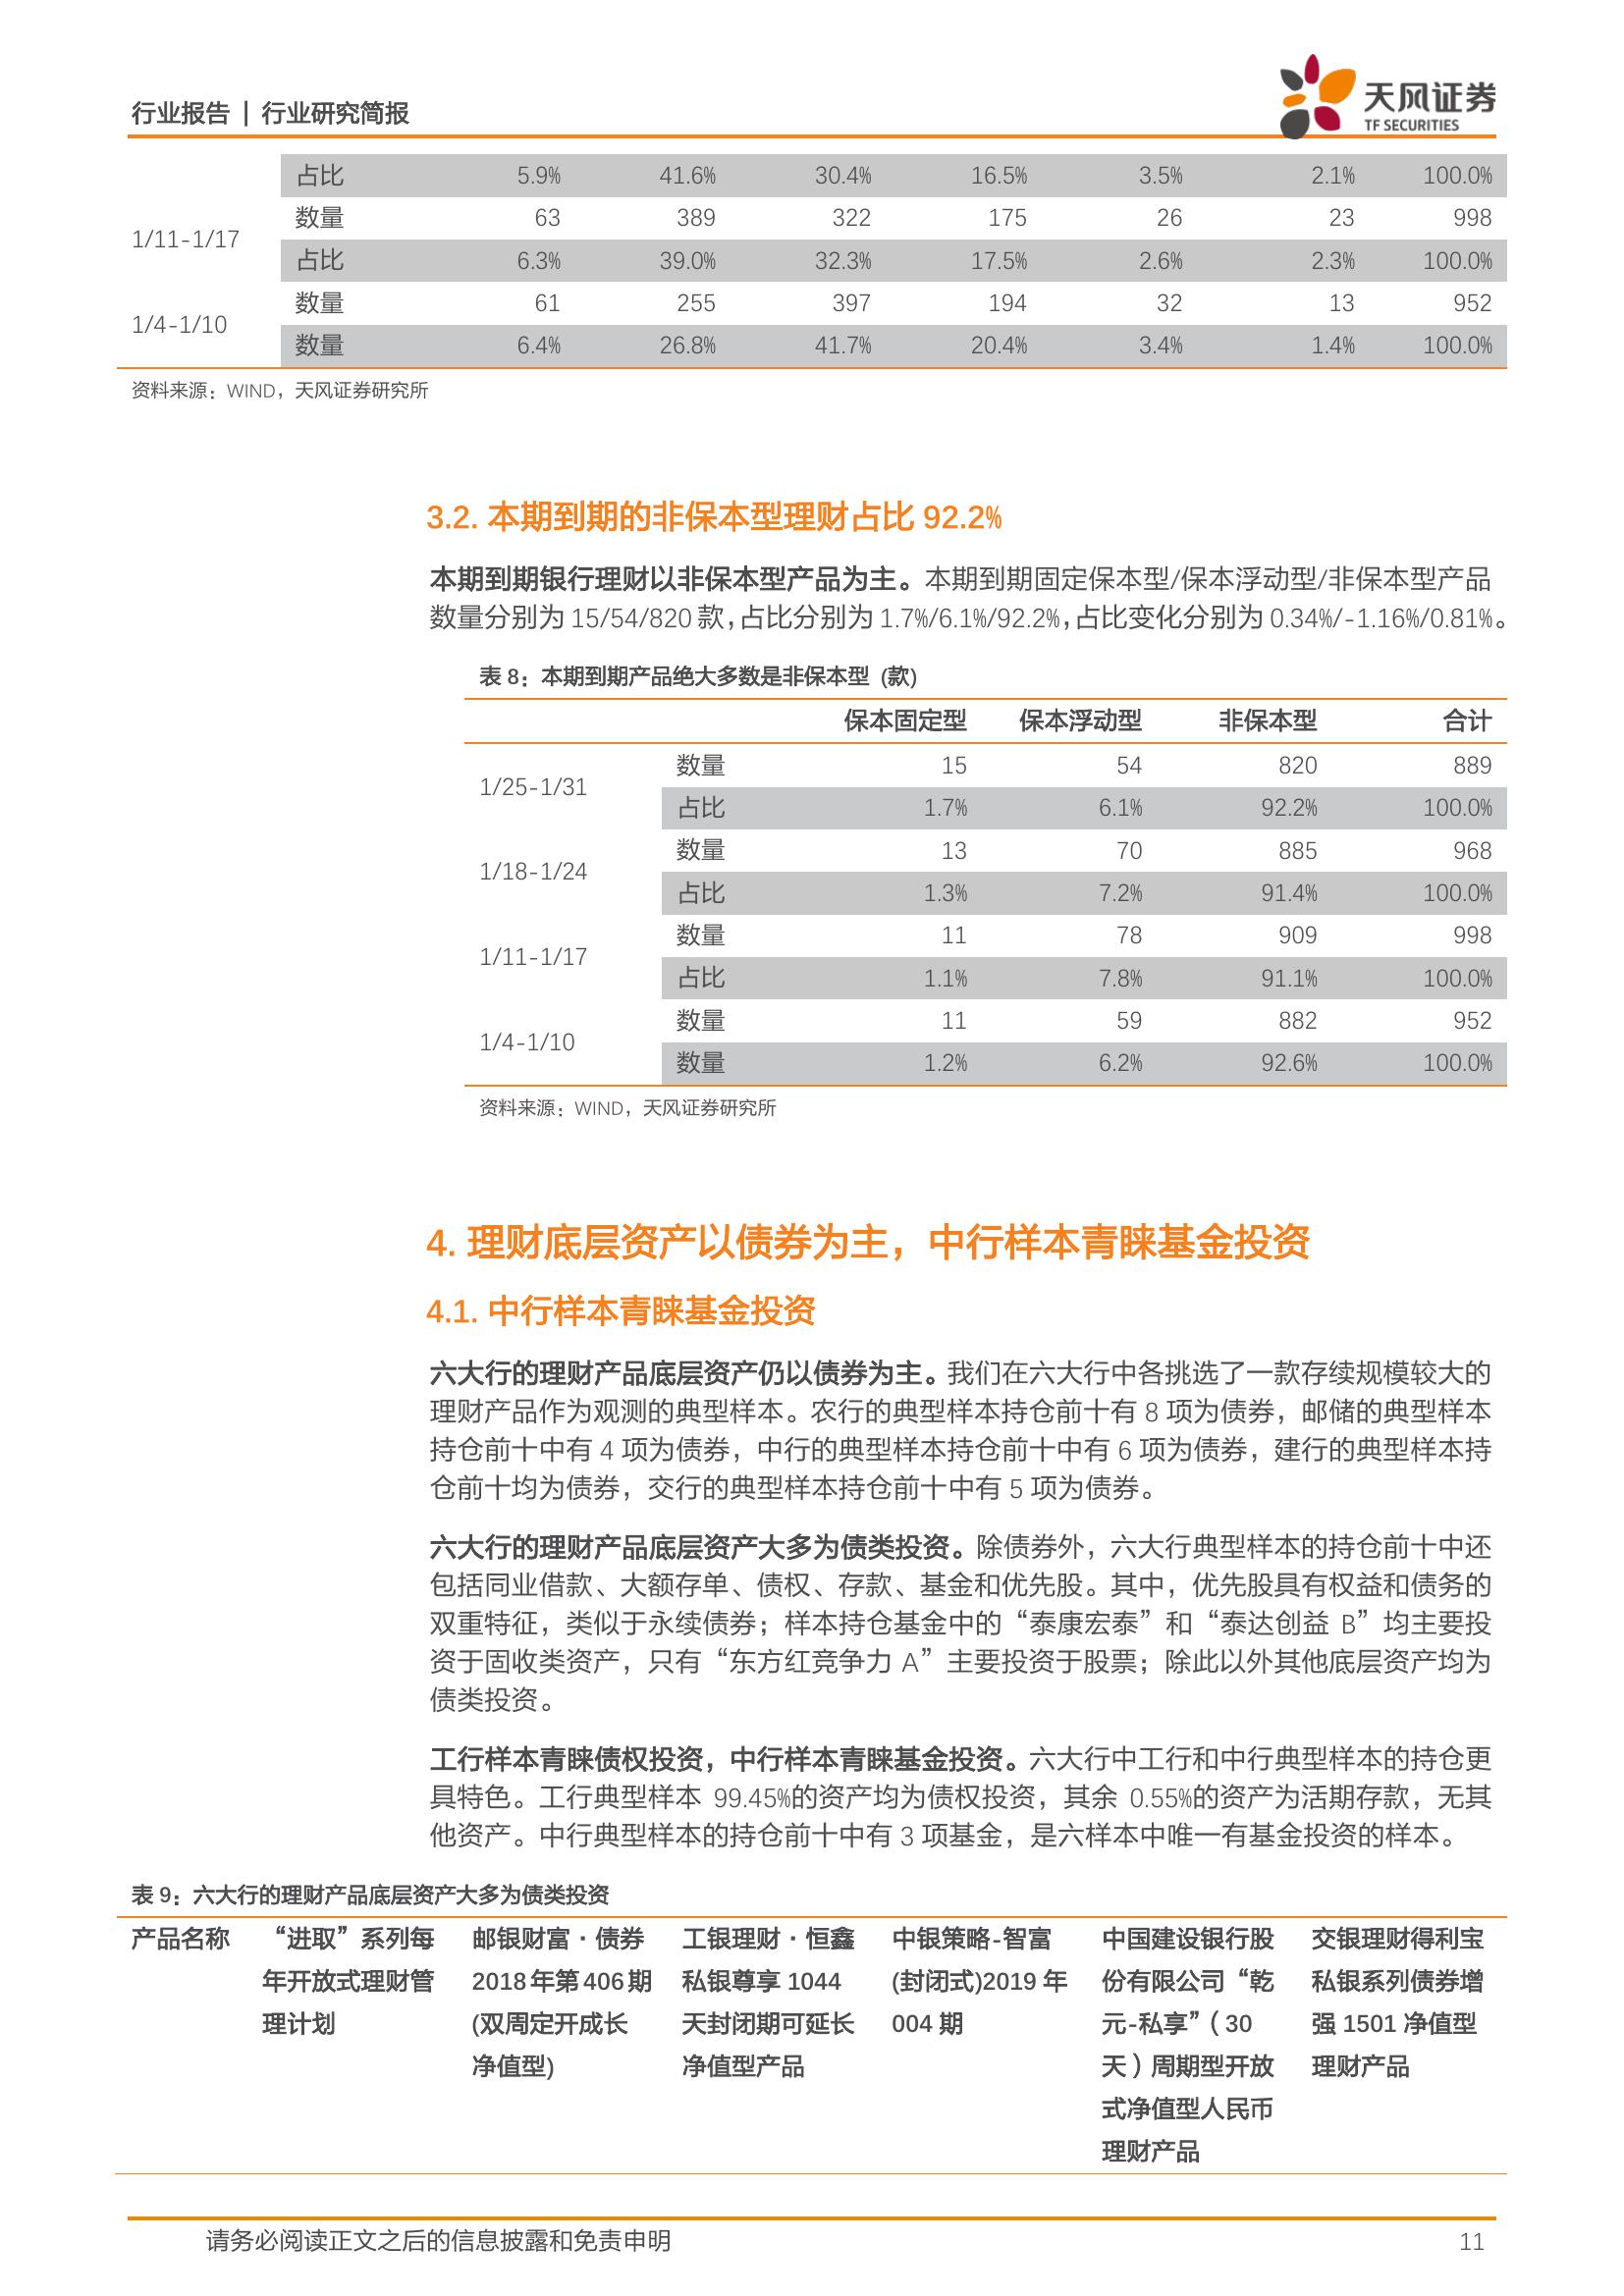 行业报告 | 行业研究简报
天风证券
TF SECURITIES
占比 5.9% 41.6% 30.4% 16.5% 3.5% 2.1% 100.0%
1/11-1/17 数量 63 389 322 175 26 23 998
占比 6.3% 39.0% 32.3% 17.5% 2.6% 2.3% 100.0%
1/4-1/10 数量 61 255 397 194 32 13 952
数量 6.4% 26.8% 41.7% 20.4% 3.4% 1.4% 100.0%
资料来源：WIND，天风证券研究所
3.2. 本期到期的非保本型理财占比 92.2%
本期到期银行理财以非保本型产品为主。本期到期固定保本型/保本浮动型/非保本型产品
数量分别为 15/54/820 款，占比分别为 1.7%/6.1%/92.2%，占比变化分别为 0.34%/-1.16%/0.81%。
表 8：本期到期产品绝大多数是非保本型 (款)
保本固定型 保本浮动型 非保本型 合计
1/25-1/31 数量 15 54 820 889
占比 1.7% 6.1% 92.2% 100.0%
1/18-1/24 数量 13 70 885 968
占比 1.3% 7.2% 91.4% 100.0%
1/11-1/17 数量 11 78 909 998
占比 1.1% 7.8% 91.1% 100.0%
1/4-1/10 数量 11 59 882 952
数量 1.2% 6.2% 92.6% 100.0%
资料来源：WIND，天风证券研究所
4. 理财底层资产以债券为主，中行样本青睐基金投资
4.1. 中行样本青睐基金投资
六大行的理财产品底层资产仍以债券为主。我们在六大行中各挑选了一款存续规模较大的
理财产品作为观测的典型样本。农行的典型样本持仓前十有 8 项为债券，邮储的典型样本
持仓前十中有 4 项为债券，中行的典型样本持仓前十中有 6 项为债券，建行的典型样本持
仓前十均为债券，交行的典型样本持仓前十中有 5 项为债券。
六大行的理财产品底层资产大多为债类投资。除债券外，六大行典型样本的持仓前十中还
包括同业借款、大额存单、债权、存款、基金和优先股。其中，优先股具有权益和债务的
双重特征，类似于永续债券；样本持仓基金中的“泰康宏泰”和“泰达创益 B”均主要投
资于固收类资产，只有“东方红竞争力 A”主要投资于股票；除此以外其他底层资产均为
债类投资。
工行样本青睐债权投资，中行样本青睐基金投资。六大行中工行和中行典型样本的持仓更
具特色。工行典型样本 99.45%的资产均为债权投资，其余 0.55%的资产为活期存款，无其
他资产。中行典型样本的持仓前十中有 3 项基金，是六样本中唯一有基金投资的样本。
表 9：六大行的理财产品底层资产大多为债类投资
产品名称 “进取”系列每 邮银财富·债券 工银理财·恒鑫 中银策略-智富 中国建设银行股 交银理财得利宝
年开放式理财管 2018 年第 406 期 私银尊享 1044 (封闭式)2019 年 份有限公司“乾 私银系列债券增
理计划 (双周定开成长 天封闭期可延长 004 期 元-私享”（30 强 1501 净值型
净值型) 净值型产品 天）周期型开放 理财产品
式净值型人民币
理财产品
请务必阅读正文之后的信息披露和免责申明 11